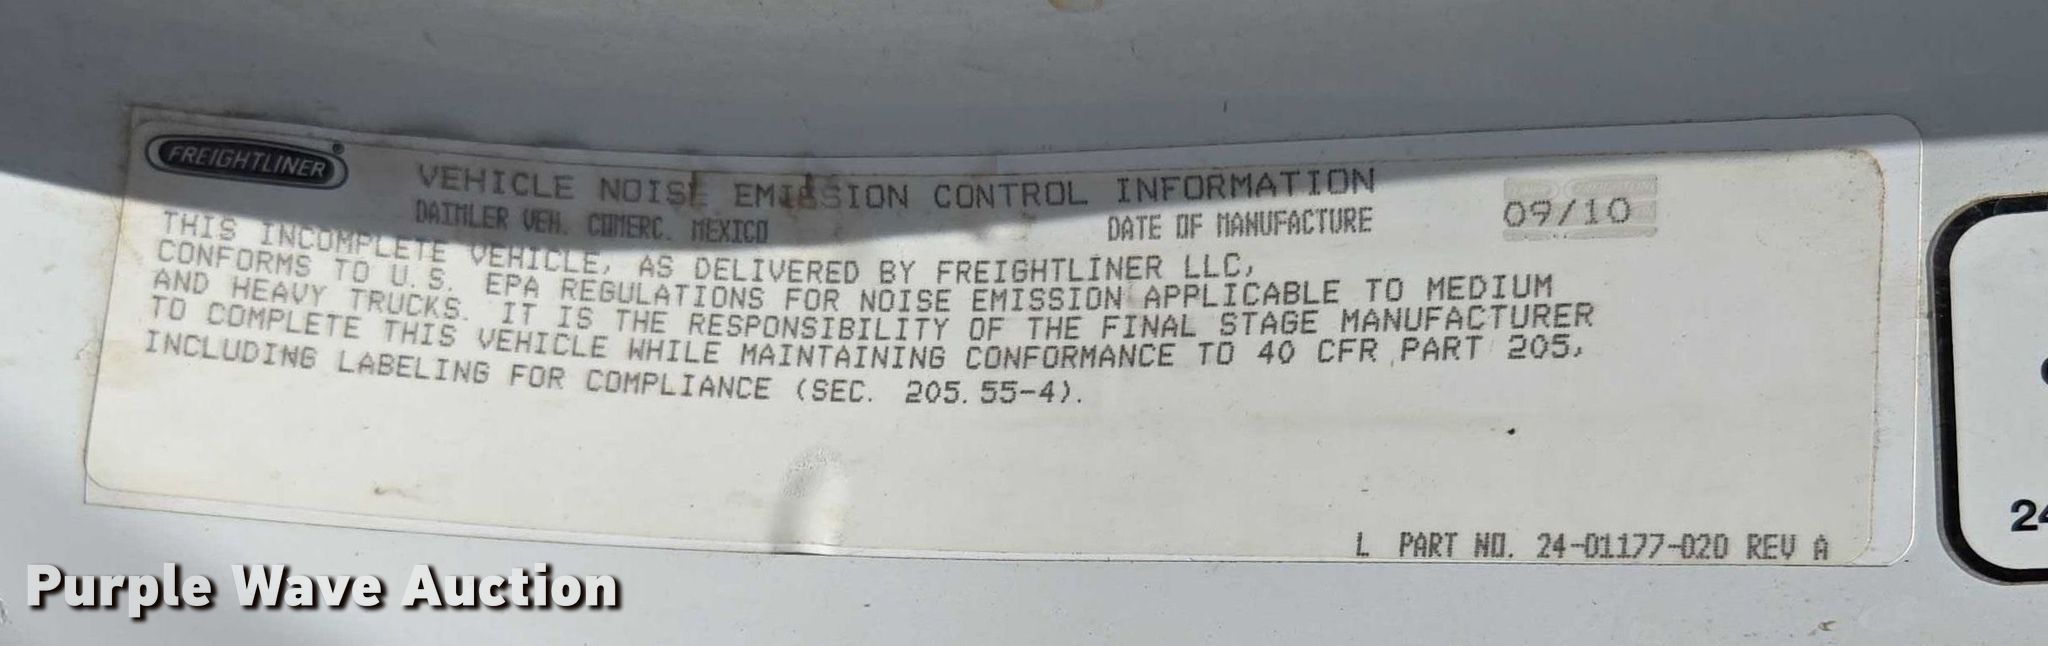 FREIGHTLINER®
VEHICLE NOISE EMISSION CONTROL INFORMATION
DAIMLER VEH. COMERC. MEXICO DATE OF MANUFACTURE 09/10
THIS INCOMPLETE VEHICLE, AS DELIVERED BY FREIGHTLINER LLC,
CONFORMS TO U.S. EPA REGULATIONS FOR NOISE EMISSION APPLICABLE TO MEDIUM
AND HEAVY TRUCKS. IT IS THE RESPONSIBILITY OF THE FINAL STAGE MANUFACTURER
TO COMPLETE THIS VEHICLE WHILE MAINTAINING CONFORMANCE TO 40 CFR PART 205,
INCLUDING LABELING FOR COMPLIANCE (SEC. 205.55-4).
L PART NO. 24-01177-020 REV A
24
Purple Wave Auction